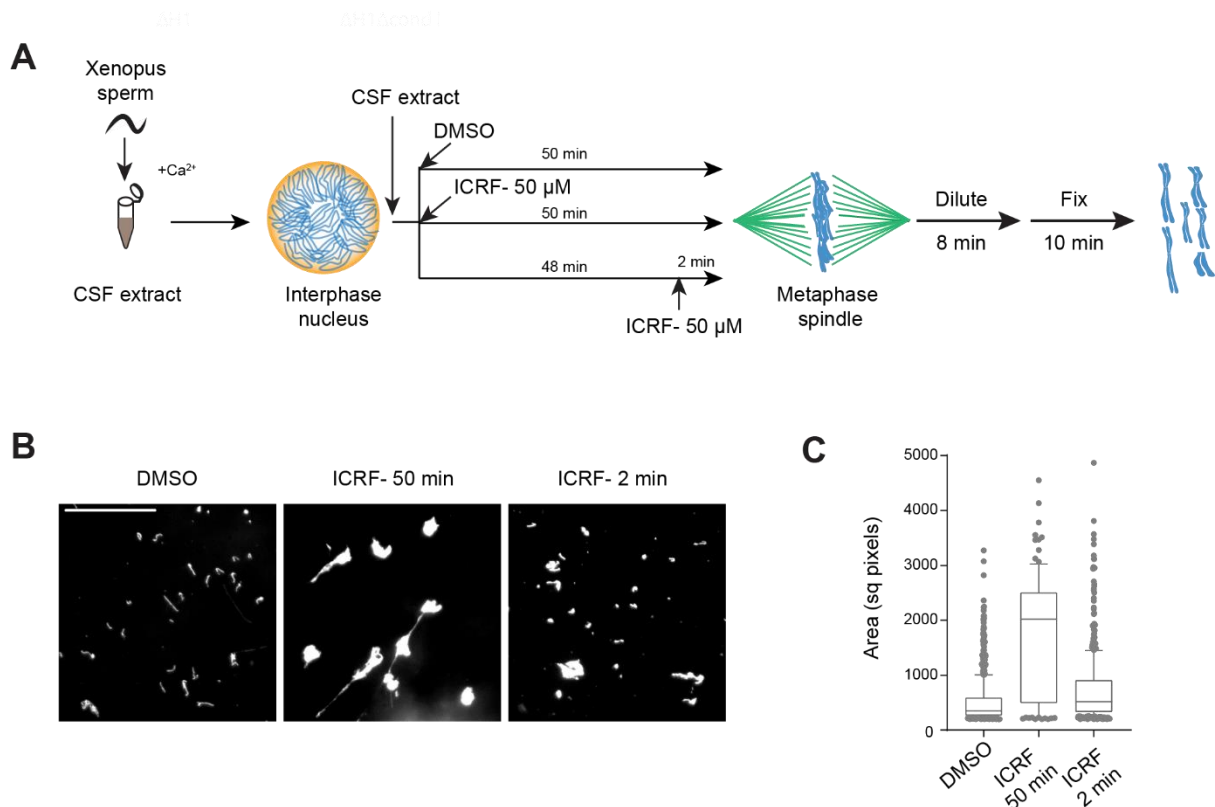 ΔH1 ΔH1Δcond1
A
Xenopus
sperm
+Ca²⁺
CSF extract
Interphase
nucleus
CSF extract
DMSO
50 min
ICRF- 50 µM
50 min
48 min
2 min
ICRF- 50 µM
Metaphase
spindle
Dilute
8 min
Fix
10 min
B
DMSO
ICRF- 50 min
ICRF- 2 min
C
Area (sq pixels)
5000
4000
3000
2000
1000
0
DMSO
ICRF
50 min
ICRF
2 min